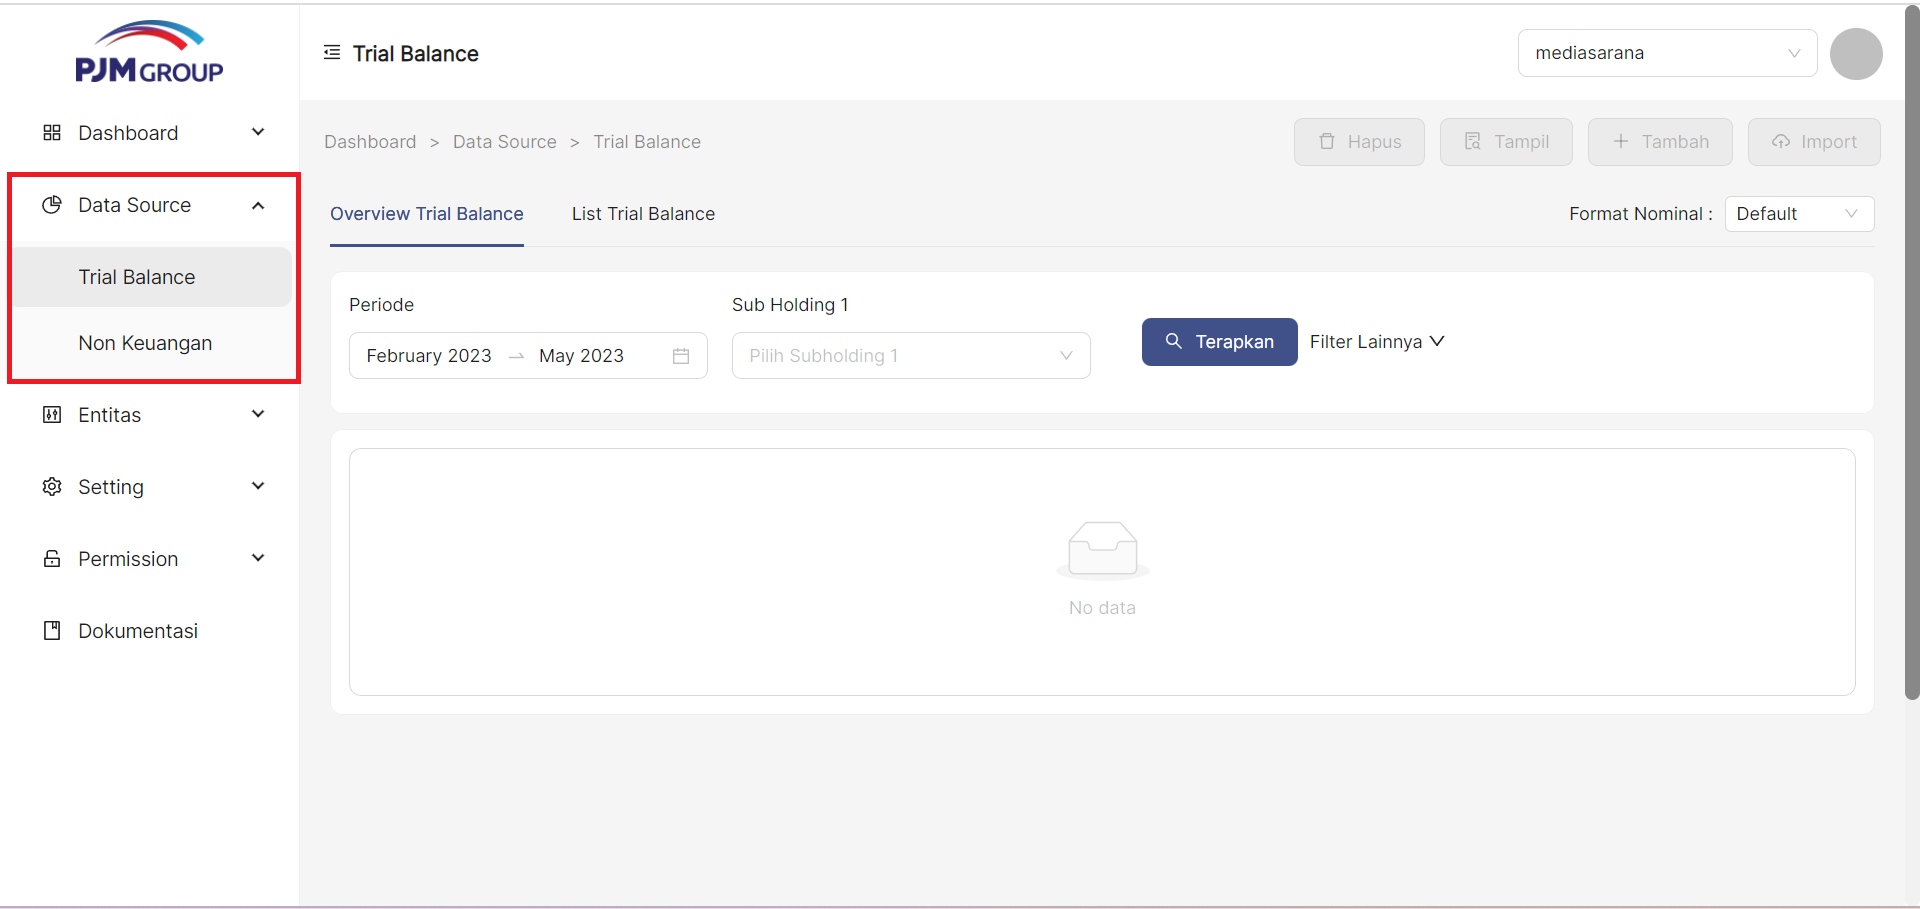 PJM GROUP
Dashboard
Data Source
Trial Balance
Non Keuangan
Entitas
Setting
Permission
Dokumentasi
Trial Balance
mediasarana
Dashboard > Data Source > Trial Balance
Hapus
Tampil
Tambah
Import
Overview Trial Balance
List Trial Balance
Format Nominal :
Default
Periode
Sub Holding 1
February 2023
May 2023
Pilih Subholding 1
Terapkan
Filter Lainnya
No data